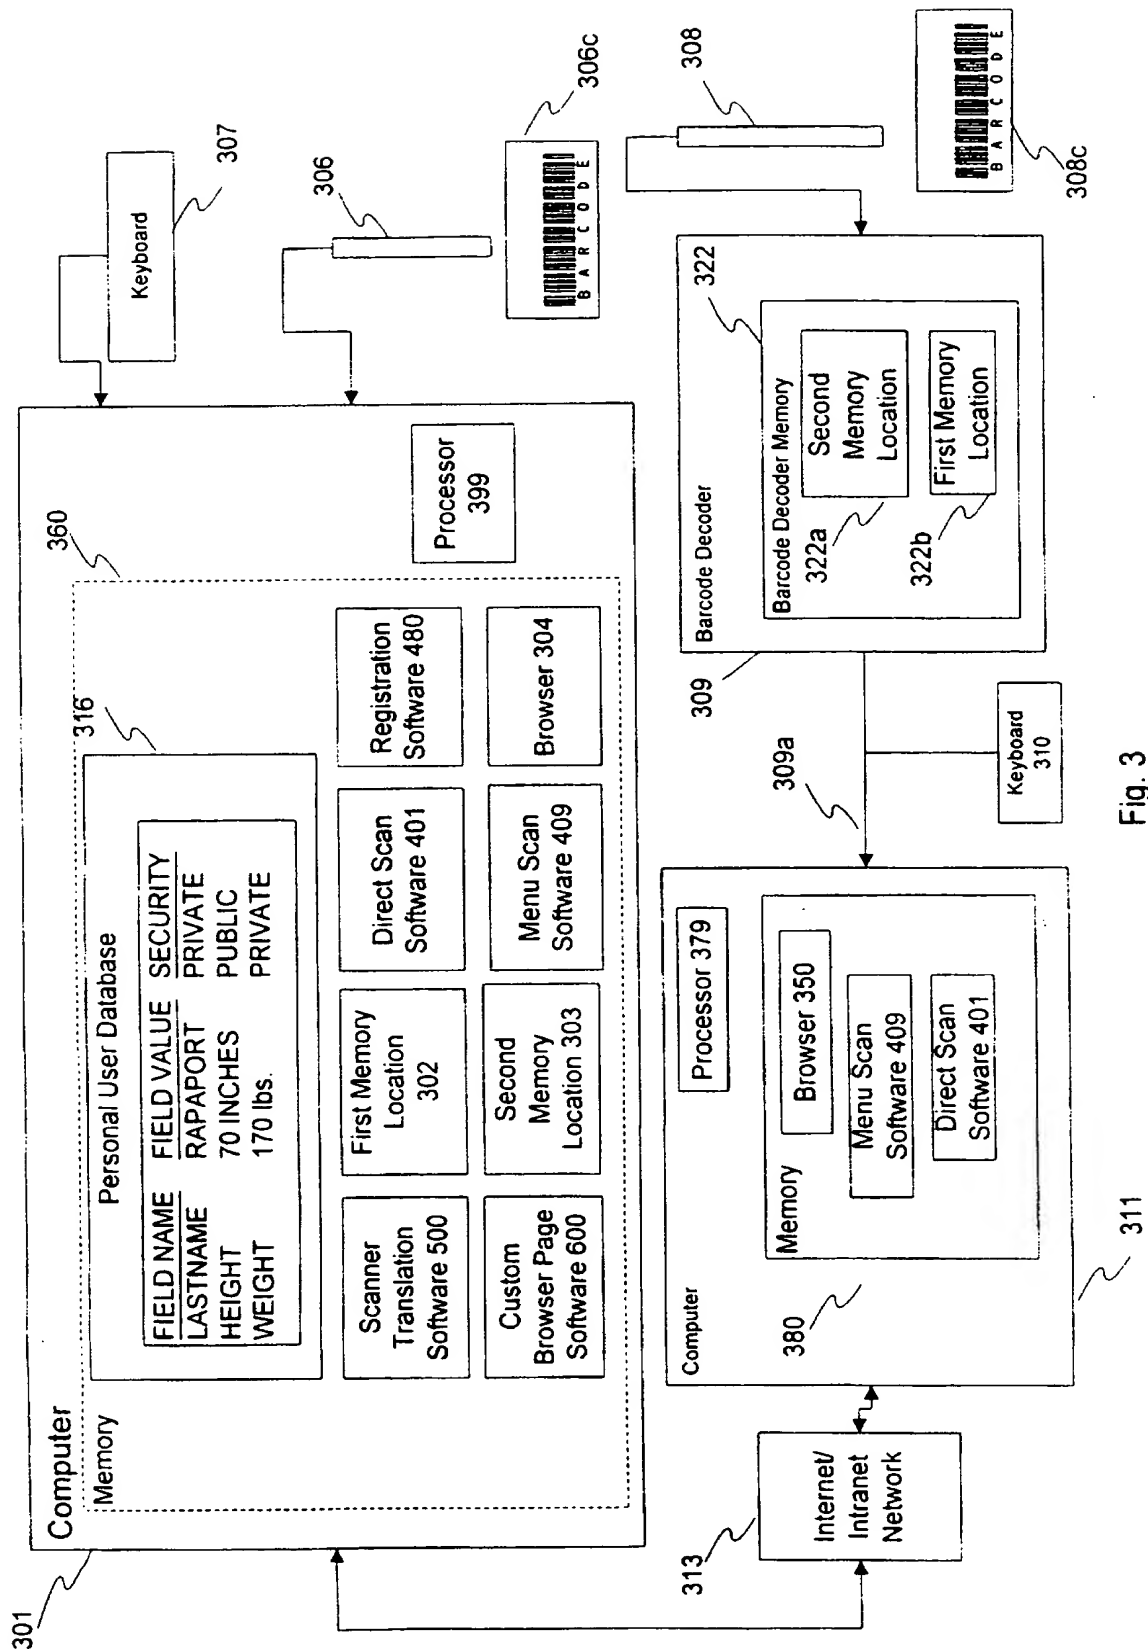 301
Computer
Memory
360
Personal User Database
316
FIELD NAME FIELD VALUE SECURITY
LASTNAME RAPAPORT PRIVATE
HEIGHT 70 INCHES PUBLIC
WEIGHT 170 lbs. PRIVATE
Scanner
Translation
Software 500
First Memory
Location
302
Direct Scan
Software 401
Registration
Software 480
Custom
Browser Page
Software 600
Second
Memory
Location 303
Menu Scan
Software 409
Browser 304
Processor
399
Keyboard
307
306
BARCODE
306c
313
Internet/
Intranet
Network
Computer
Processor 379
380
Memory
Browser 350
Menu Scan
Software 409
Direct Scan
Software 401
311
309a
Keyboard
310
309
Barcode Decoder
322
Barcode Decoder Memory
Second
Memory
Location
322a
First Memory
Location
322b
308
BARCODE
308c
Fig. 3